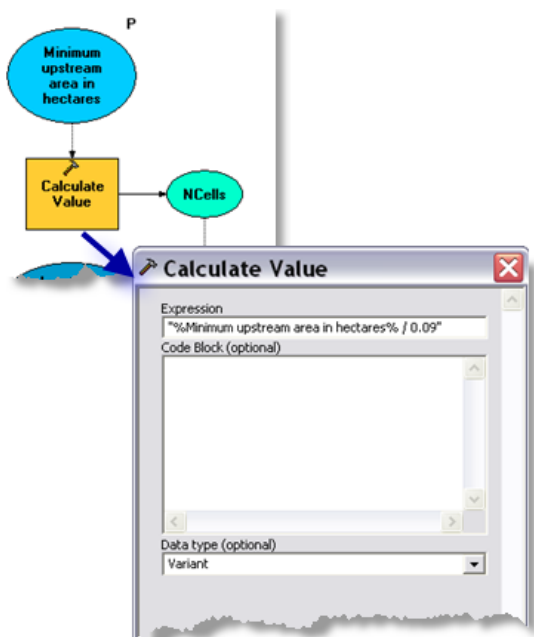 P
Minimum
upstream
area in
hectares
Calculate
Value
NCells
Calculate Value
Expression
"%Minimum upstream area in hectares% / 0.09"
Code Block (optional)
Data type (optional)
Variant